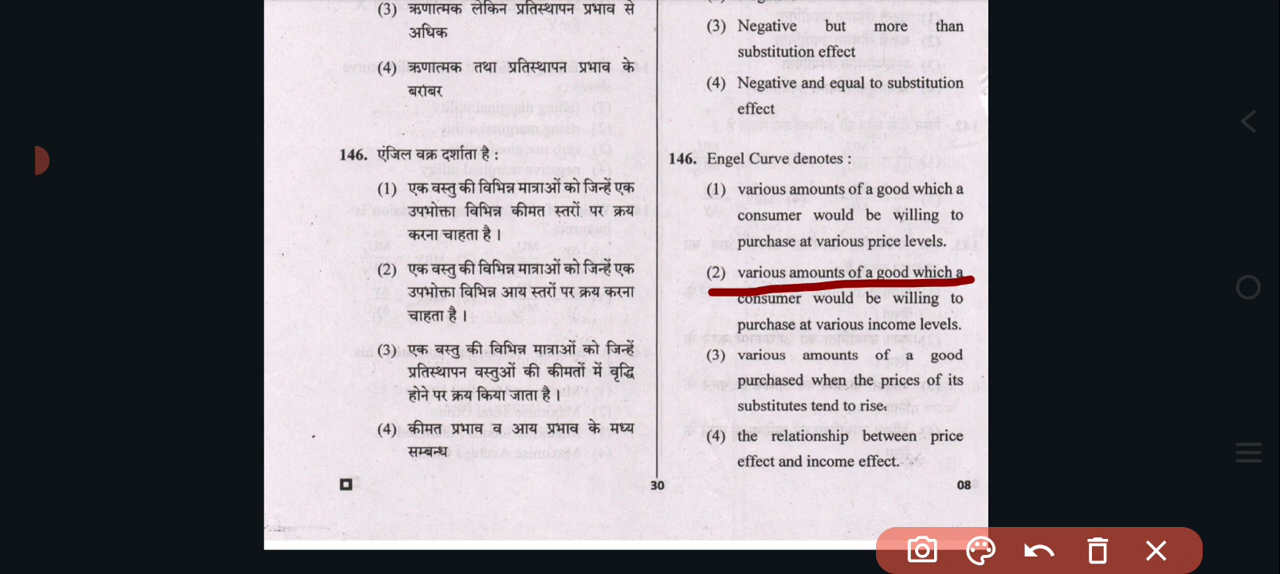 (3) ऋणात्मक लेकिन प्रतिस्थापन प्रभाव से
अधिक
(4) ऋणात्मक तथा प्रतिस्थापन प्रभाव के
बराबर
146. एंजिल वक्र दर्शाता है :
(1) एक वस्तु की विभिन्न मात्राओं को जिन्हें एक
उपभोक्ता विभिन्न कीमत स्तरों पर क्रय
करना चाहता है ।
(2) एक वस्तु की विभिन्न मात्राओं को जिन्हें एक
उपभोक्ता विभिन्न आय स्तरों पर क्रय करना
चाहता है ।
(3) एक वस्तु की विभिन्न मात्राओं को जिन्हें
प्रतिस्थापन वस्तुओं की कीमतों में वृद्धि
होने पर क्रय किया जाता है ।
(4) कीमत प्रभाव व आय प्रभाव के मध्य
सम्बन्ध
(3) Negative but more than
substitution effect
(4) Negative and equal to substitution
effect
146. Engel Curve denotes :
(1) various amounts of a good which a
consumer would be willing to
purchase at various price levels.
(2) various amounts of a good which a
consumer would be willing to
purchase at various income levels.
(3) various amounts of a good
purchased when the prices of its
substitutes tend to rise.
(4) the relationship between price
effect and income effect.
30
08